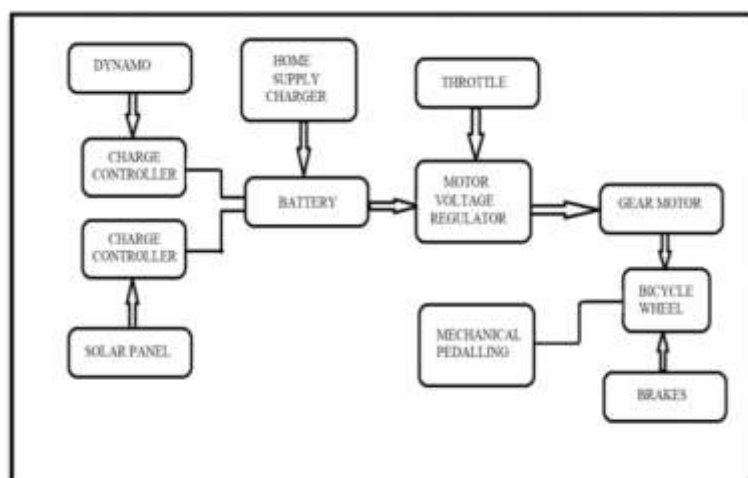 DYNAMO
HOME
SUPPLY
CHARGER
THROTTLE
CHARGE
CONTROLLER
BATTERY
MOTOR
VOLTAGE
REGULATOR
GEAR MOTOR
CHARGE
CONTROLLER
BICYCLE
WHEEL
MECHANICAL
PEDALLING
SOLAR PANEL
BRAKES